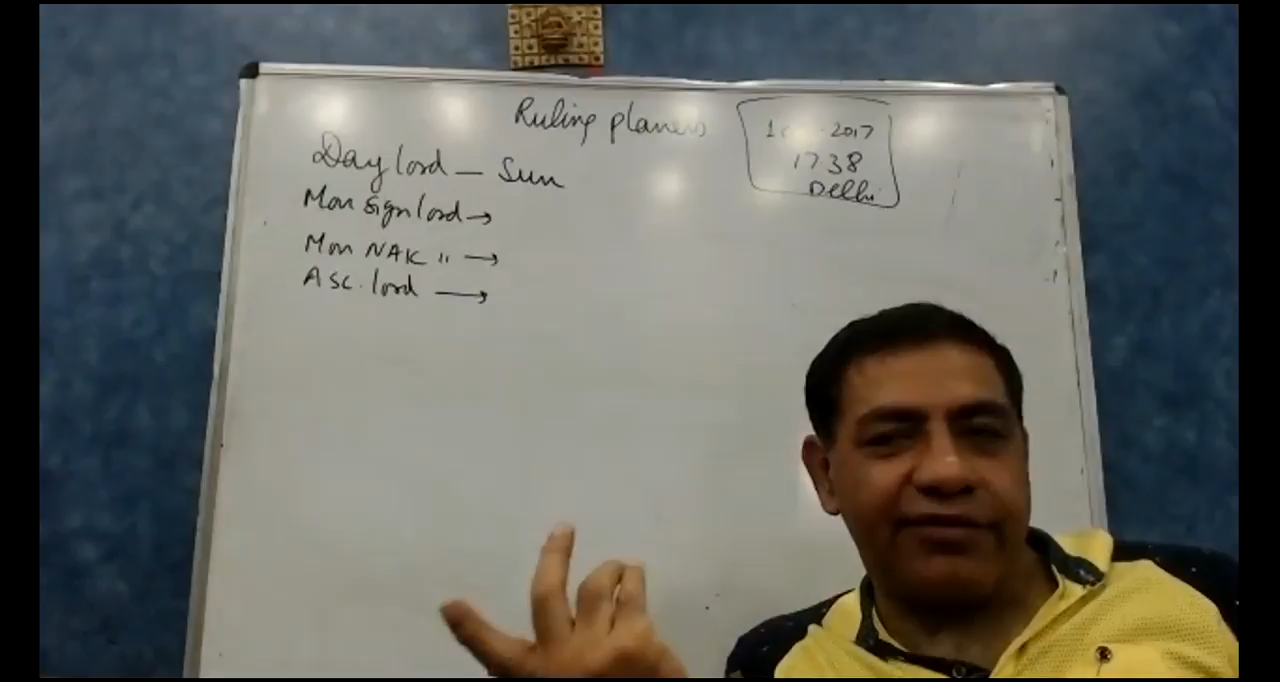 Ruling planets
Day lord — Sun
Mon sign lord →
Mon NAK " →
Asc. lord →
2017
1738
Delhi